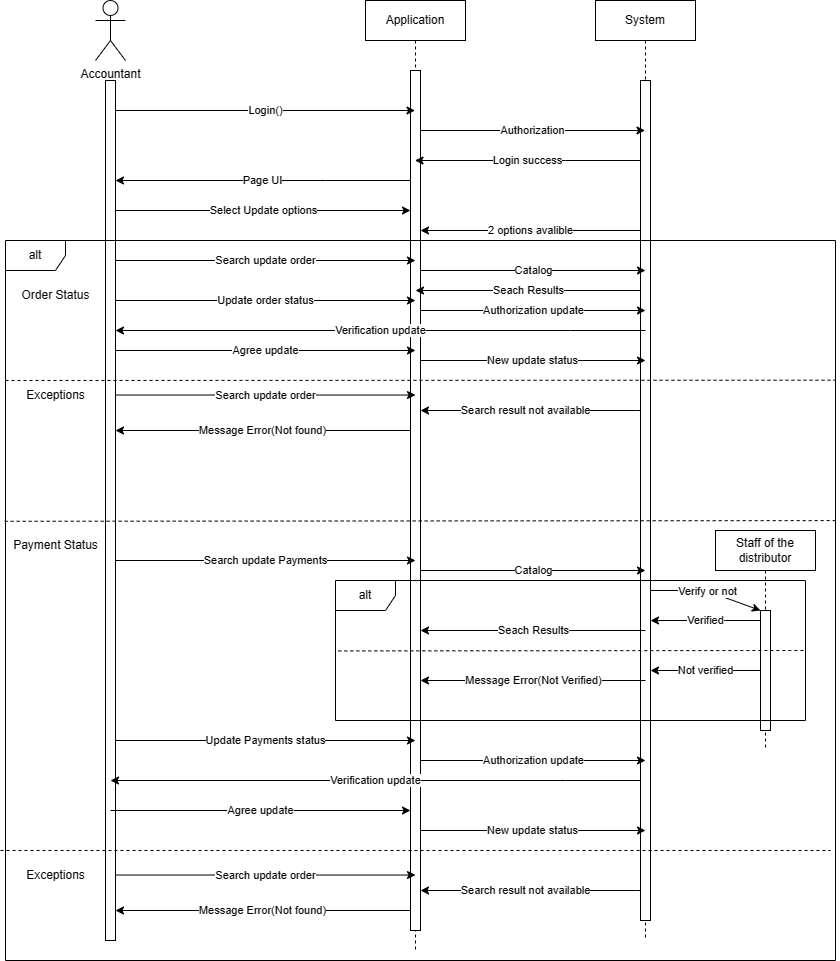 Application
System
Accountant
Login()
Authorization
Login success
Page UI
Select Update options
2 options avalible
alt
Search update order
Catalog
Order Status
Seach Results
Update order status
Authorization update
Verification update
Agree update
New update status
Exceptions
Search update order
Search result not available
Message Error(Not found)
Payment Status
Staff of the
distributor
Search update Payments
Catalog
alt
Verify or not
Verified
Seach Results
Not verified
Message Error(Not Verified)
Update Payments status
Authorization update
Verification update
Agree update
New update status
Exceptions
Search update order
Search result not available
Message Error(Not found)